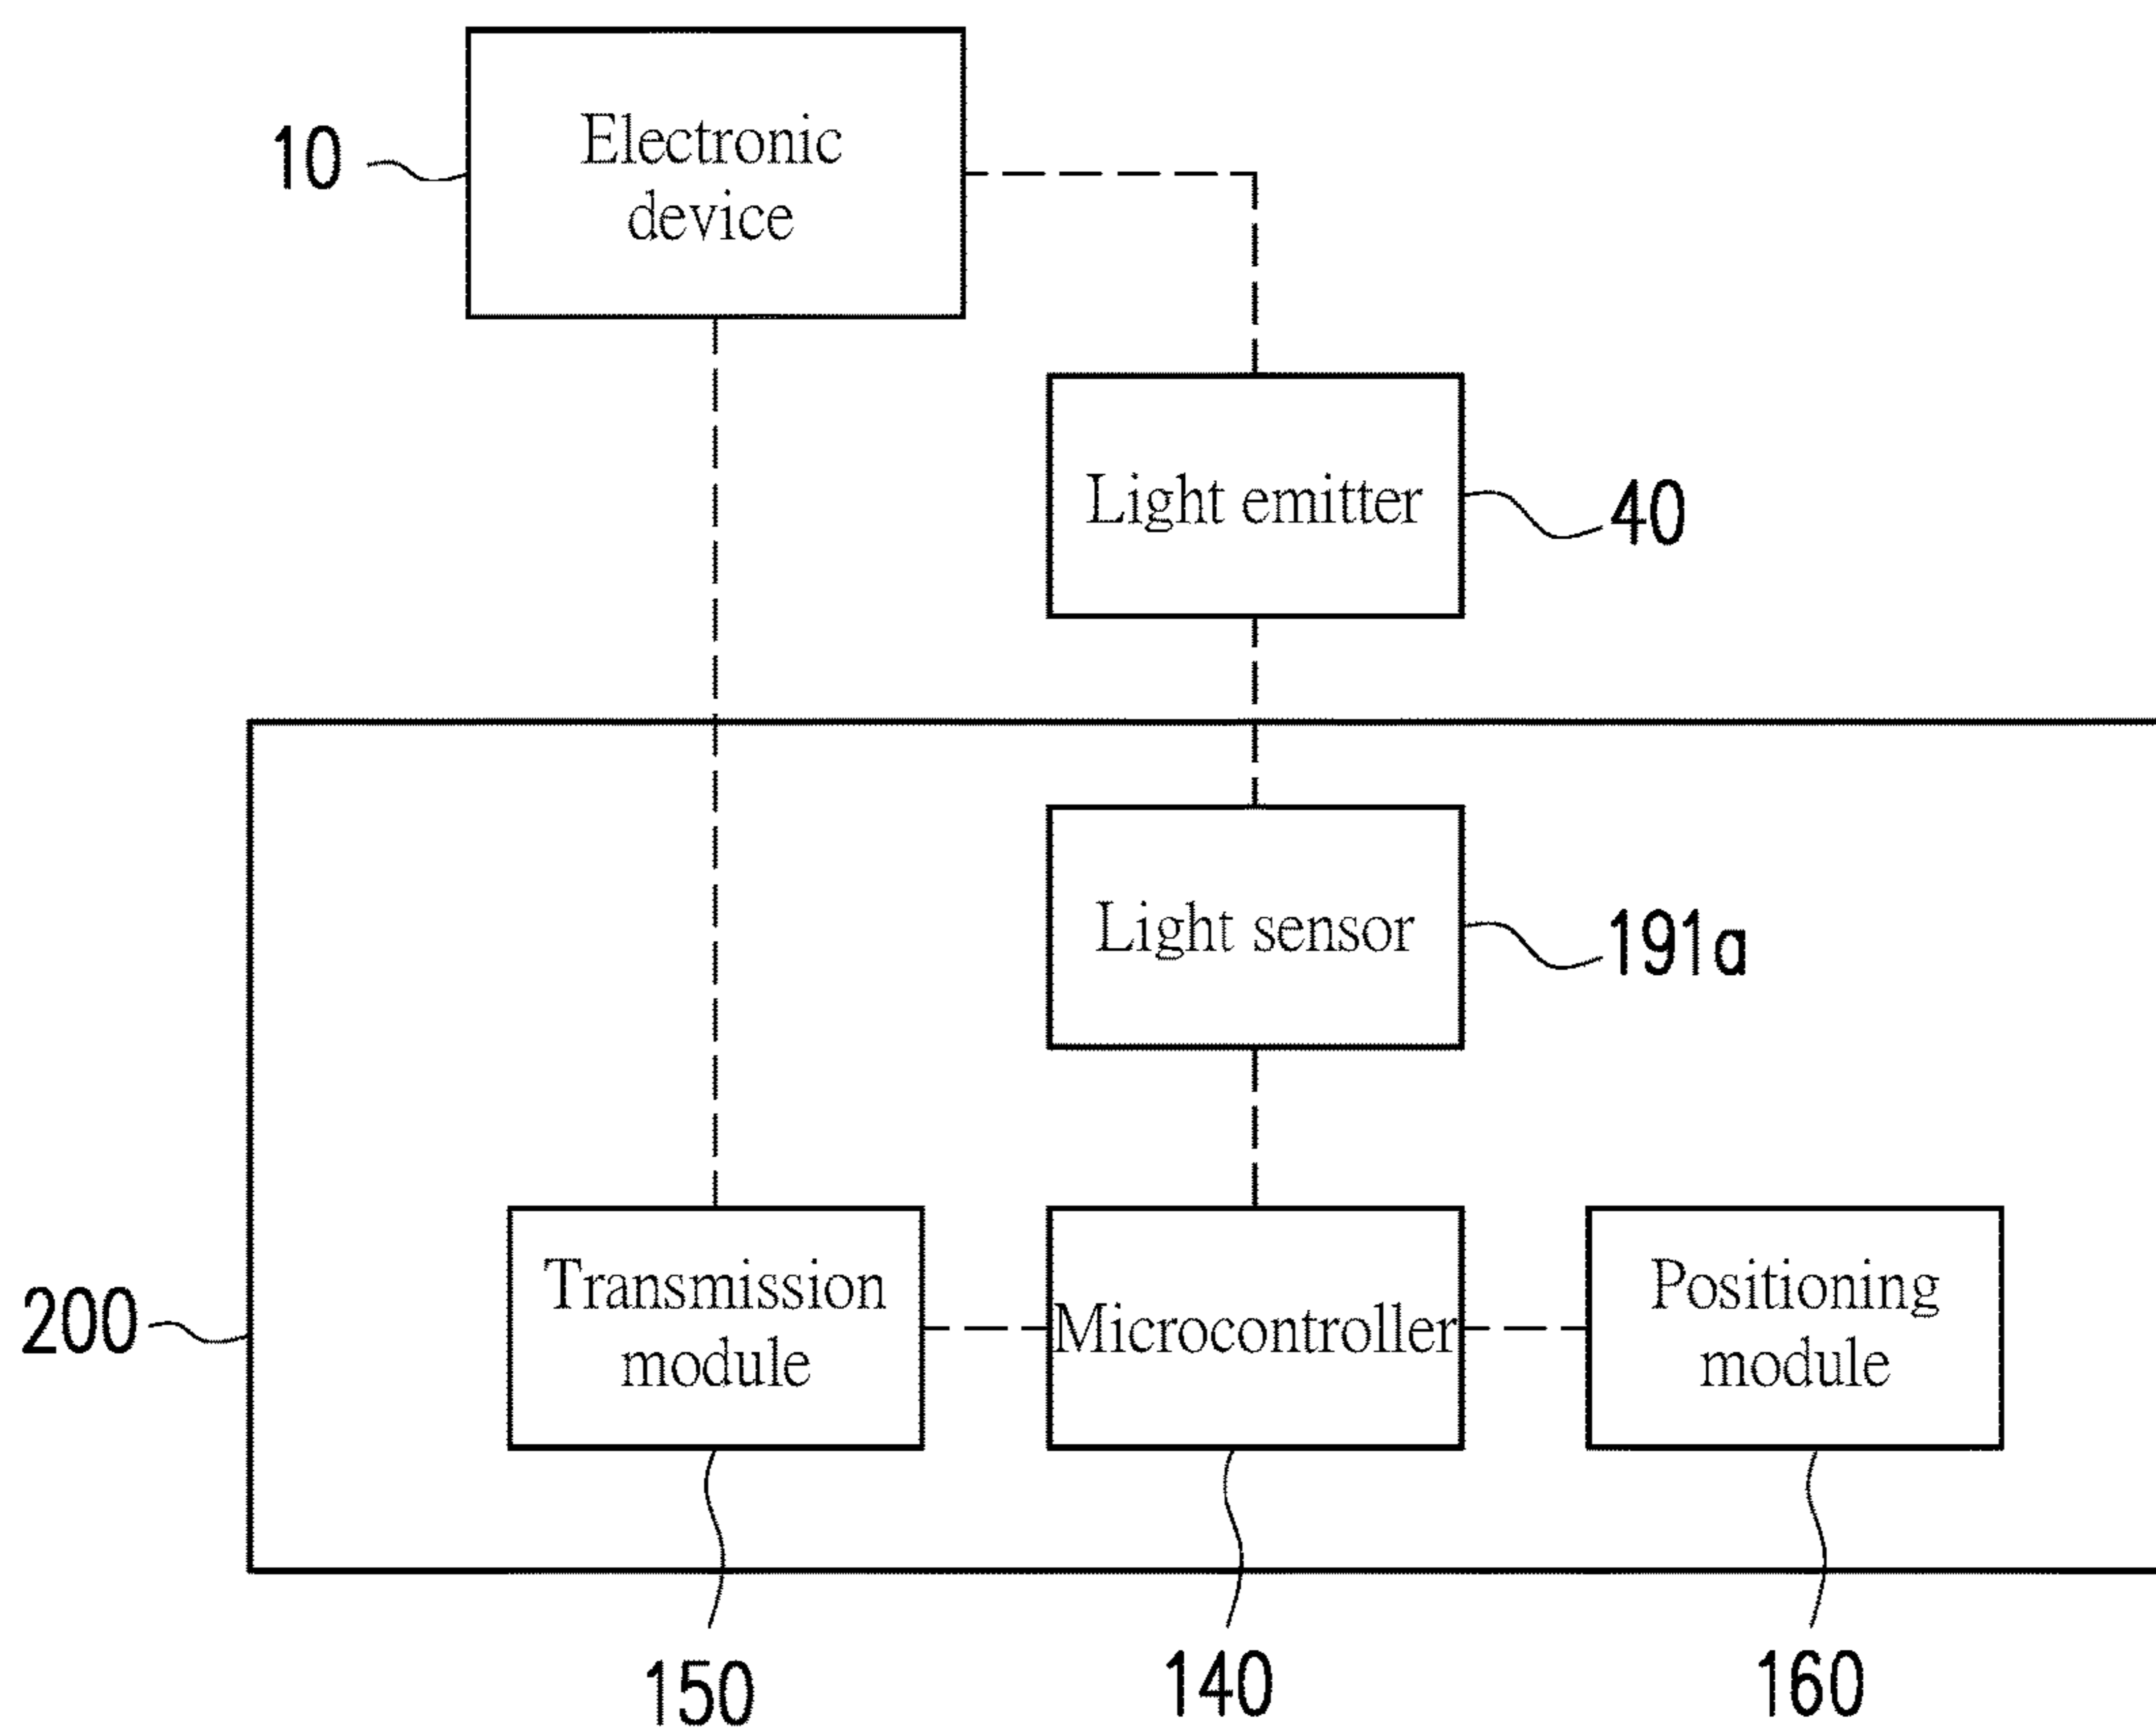 10
Electronic
device
Light emitter
40
Light sensor
191a
200
Transmission
module
Microcontroller
Positioning
module
150
140
160